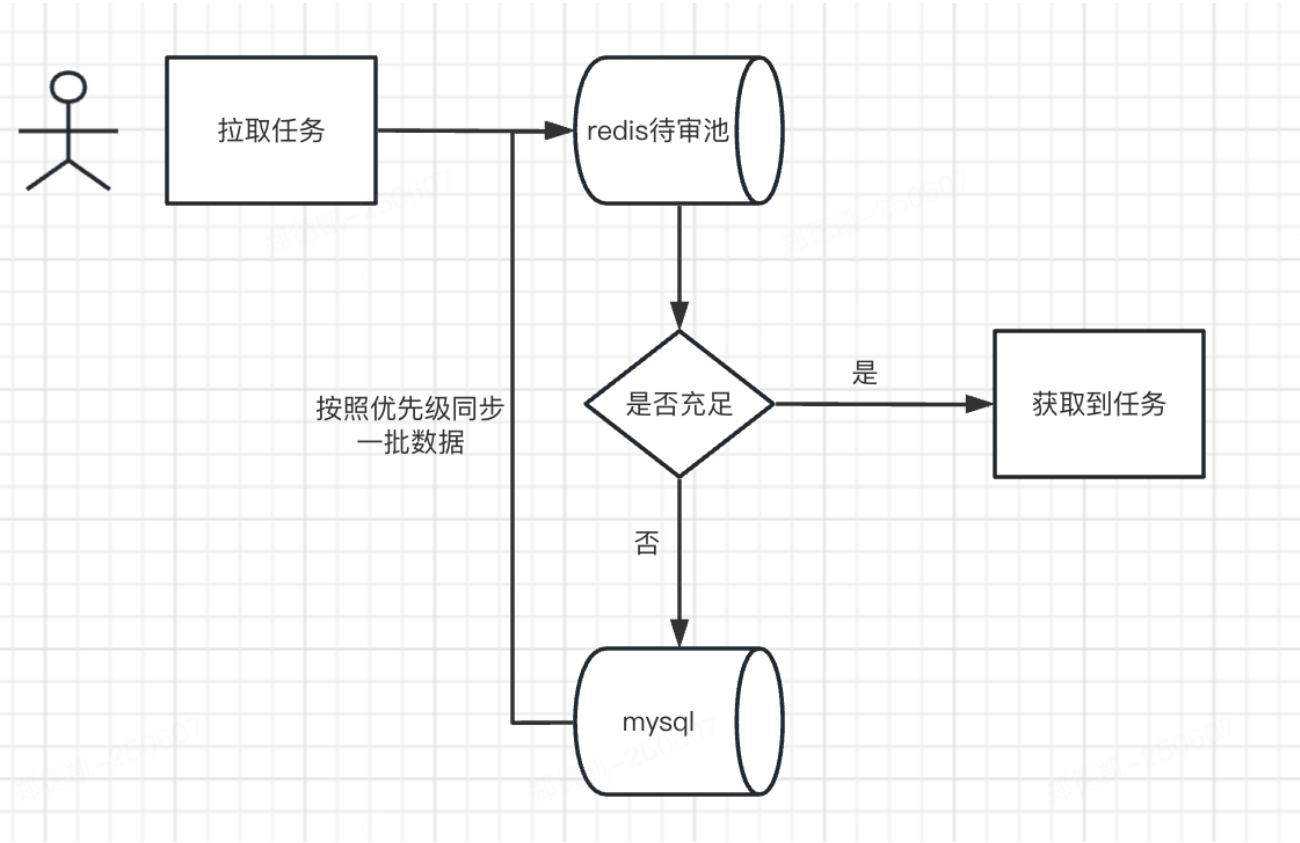 拉取任务
redis待审池
是
是否充足
获取到任务
按照优先级同步
一批数据
否
mysql